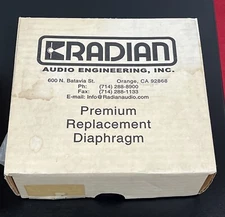 RADIAN
AUDIO ENGINEERING, INC.
600 N. Batavia St. Orange, CA 92868
Ph: (714) 288-8900
Fax: (714) 288-1133
E-mail: Info@Radianaudio.com
Premium
Replacement
Diaphragm